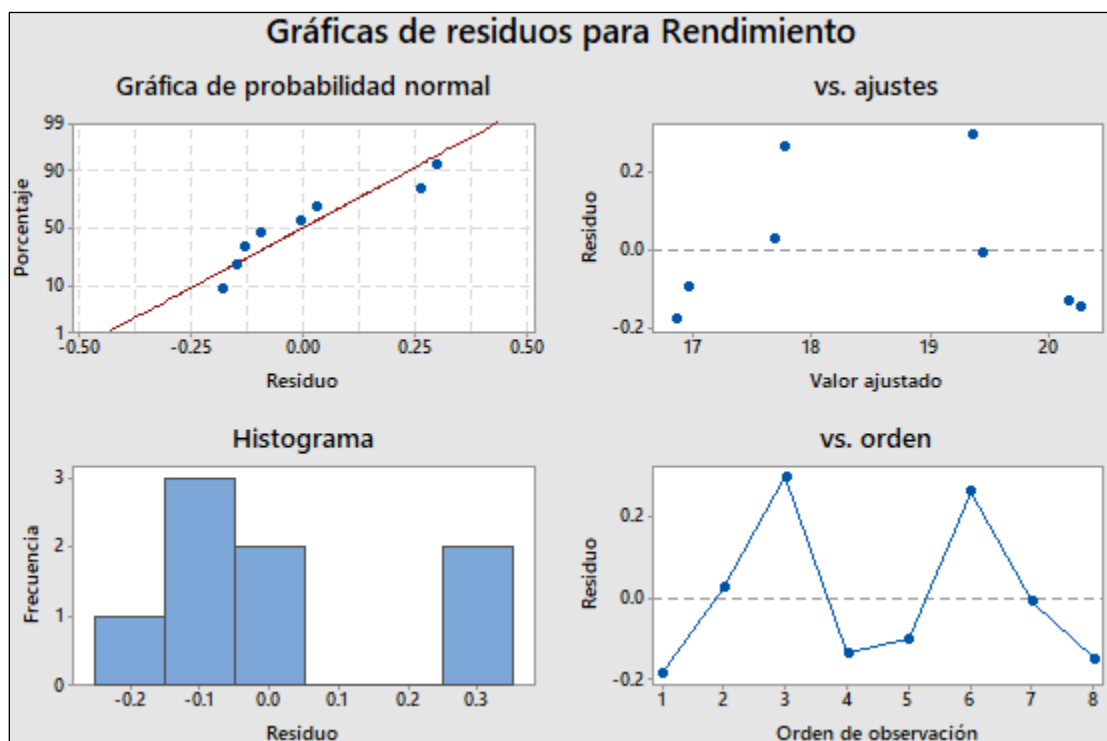 Gráficas de residuos para Rendimiento
Gráfica de probabilidad normal
99
90
50
10
1
Porcentaje
-0.50
-0.25
0.00
0.25
0.50
Residuo
vs. ajustes
0.2
0.0
-0.2
Residuo
17
18
19
20
Valor ajustado
Histograma
3
2
1
0
Frecuencia
-0.2
-0.1
0.0
0.1
0.2
0.3
Residuo
vs. orden
0.2
0.0
-0.2
Residuo
1
2
3
4
5
6
7
8
Orden de observación